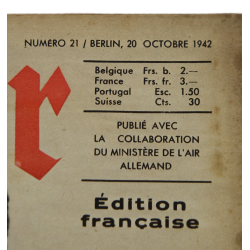 NUMÉRO 21 / BERLIN, 20 OCTOBRE 1942
r
Belgique Frs. b. 2.—
France Frs. fr. 3.—
Portugal Esc. 1.50
Suisse Cts. 30
PUBLIÉ AVEC
LA COLLABORATION
DU MINISTÈRE DE L'AIR
ALLEMAND
Édition
française